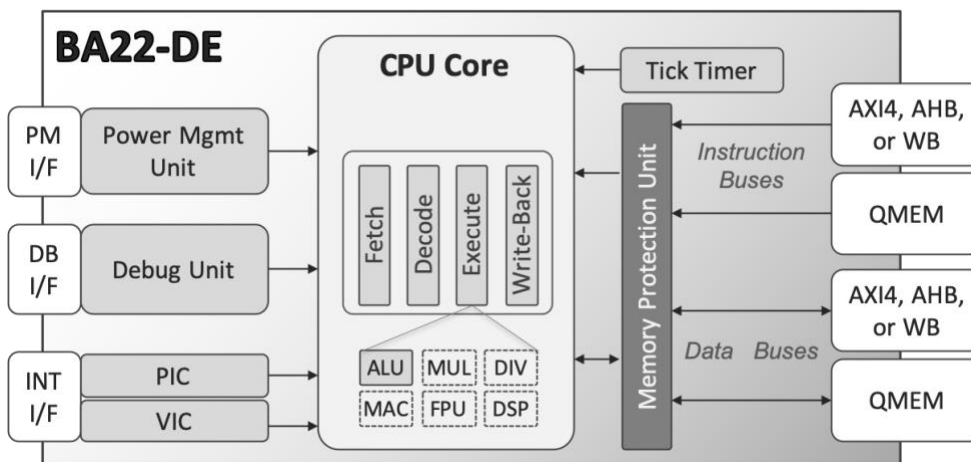 BA22-DE
CPU Core
Tick Timer
PM
I/F
Power Mgmt
Unit
DB
I/F
Debug Unit
INT
I/F
PIC
VIC
Fetch
Decode
Execute
Write-Back
ALU
MUL
DIV
MAC
FPU
DSP
Memory Protection Unit
Instruction
Buses
Data Buses
AXI4, AHB,
or WB
QMEM
AXI4, AHB,
or WB
QMEM